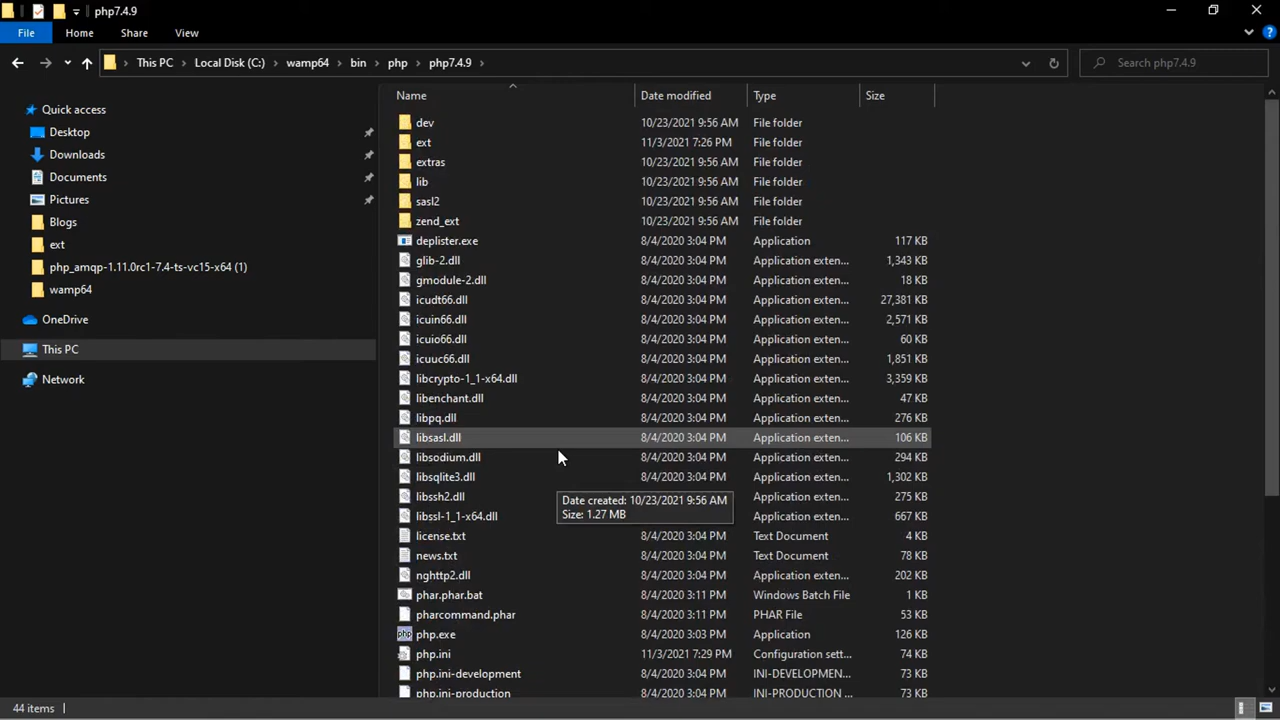 php7.4.9
File Home Share View
This PC Local Disk (C:) wamp64 bin php php7.4.9 Search php7.4.9
Name Date modified Type Size
Quick access
Desktop
Downloads
Documents
Pictures
Blogs
ext
php_amqp-1.11.0rc1-7.4-ts-vc15-x64 (1)
wamp64
OneDrive
This PC
Network
dev 10/23/2021 9:56 AM File folder
ext 11/3/2021 7:26 PM File folder
extras 10/23/2021 9:56 AM File folder
lib 10/23/2021 9:56 AM File folder
sasl2 10/23/2021 9:56 AM File folder
zend_ext 10/23/2021 9:56 AM File folder
deplister.exe 8/4/2020 3:04 PM Application 117 KB
glib-2.dll 8/4/2020 3:04 PM Application exten... 1,343 KB
gmodule-2.dll 8/4/2020 3:04 PM Application exten... 18 KB
icudt66.dll 8/4/2020 3:04 PM Application exten... 27,381 KB
icuin66.dll 8/4/2020 3:04 PM Application exten... 2,571 KB
icuio66.dll 8/4/2020 3:04 PM Application exten... 60 KB
icuuc66.dll 8/4/2020 3:04 PM Application exten... 1,851 KB
libcrypto-1_1-x64.dll 8/4/2020 3:04 PM Application exten... 3,359 KB
libenchant.dll 8/4/2020 3:04 PM Application exten... 47 KB
libpq.dll 8/4/2020 3:04 PM Application exten... 276 KB
libsasl.dll 8/4/2020 3:04 PM Application exten... 106 KB
libsodium.dll 8/4/2020 3:04 PM Application exten... 294 KB
libsqlite3.dll 8/4/2020 3:04 PM Application exten... 1,302 KB
libssh2.dll Application exten... 275 KB
Date created: 10/23/2021 9:56 AM
Size: 1.27 MB
libssl-1_1-x64.dll Application exten... 667 KB
license.txt 8/4/2020 3:04 PM Text Document 4 KB
news.txt 8/4/2020 3:04 PM Text Document 78 KB
nghttp2.dll 8/4/2020 3:04 PM Application exten... 202 KB
phar.phar.bat 8/4/2020 3:11 PM Windows Batch File 1 KB
pharcommand.phar 8/4/2020 3:11 PM PHAR File 53 KB
php.exe 8/4/2020 3:03 PM Application 126 KB
php.ini 11/3/2021 7:29 PM Configuration sett... 74 KB
php.ini-development 8/4/2020 3:04 PM INI-DEVELOPMEN... 73 KB
php.ini-production 8/4/2020 3:04 PM INI-PRODUCTION ... 73 KB
44 items